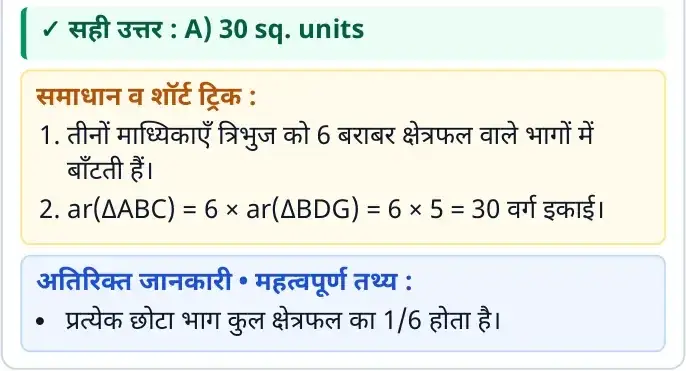 ✓ सही उत्तर : A) 30 sq. units
समाधान व शॉर्ट ट्रिक :
1. तीनों माध्यिकाएँ त्रिभुज को 6 बराबर क्षेत्रफल वाले भागों में
बाँटती हैं।
2. ar(ΔABC) = 6 × ar(ΔBDG) = 6 × 5 = 30 वर्ग इकाई।
अतिरिक्त जानकारी • महत्वपूर्ण तथ्य :
• प्रत्येक छोटा भाग कुल क्षेत्रफल का 1/6 होता है।